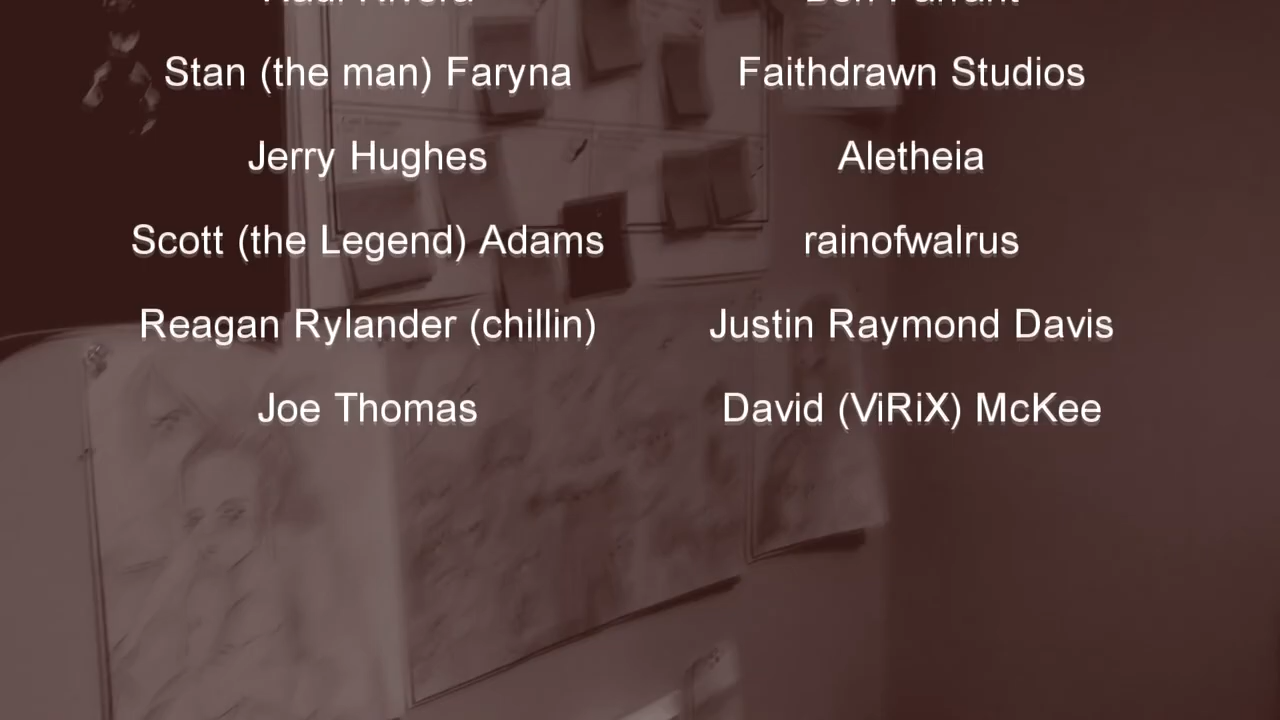 Stan (the man) Faryna Faithdrawn Studios
Jerry Hughes Aletheia
Scott (the Legend) Adams rainofwalrus
Reagan Rylander (chillin) Justin Raymond Davis
Joe Thomas David (ViRiX) McKee